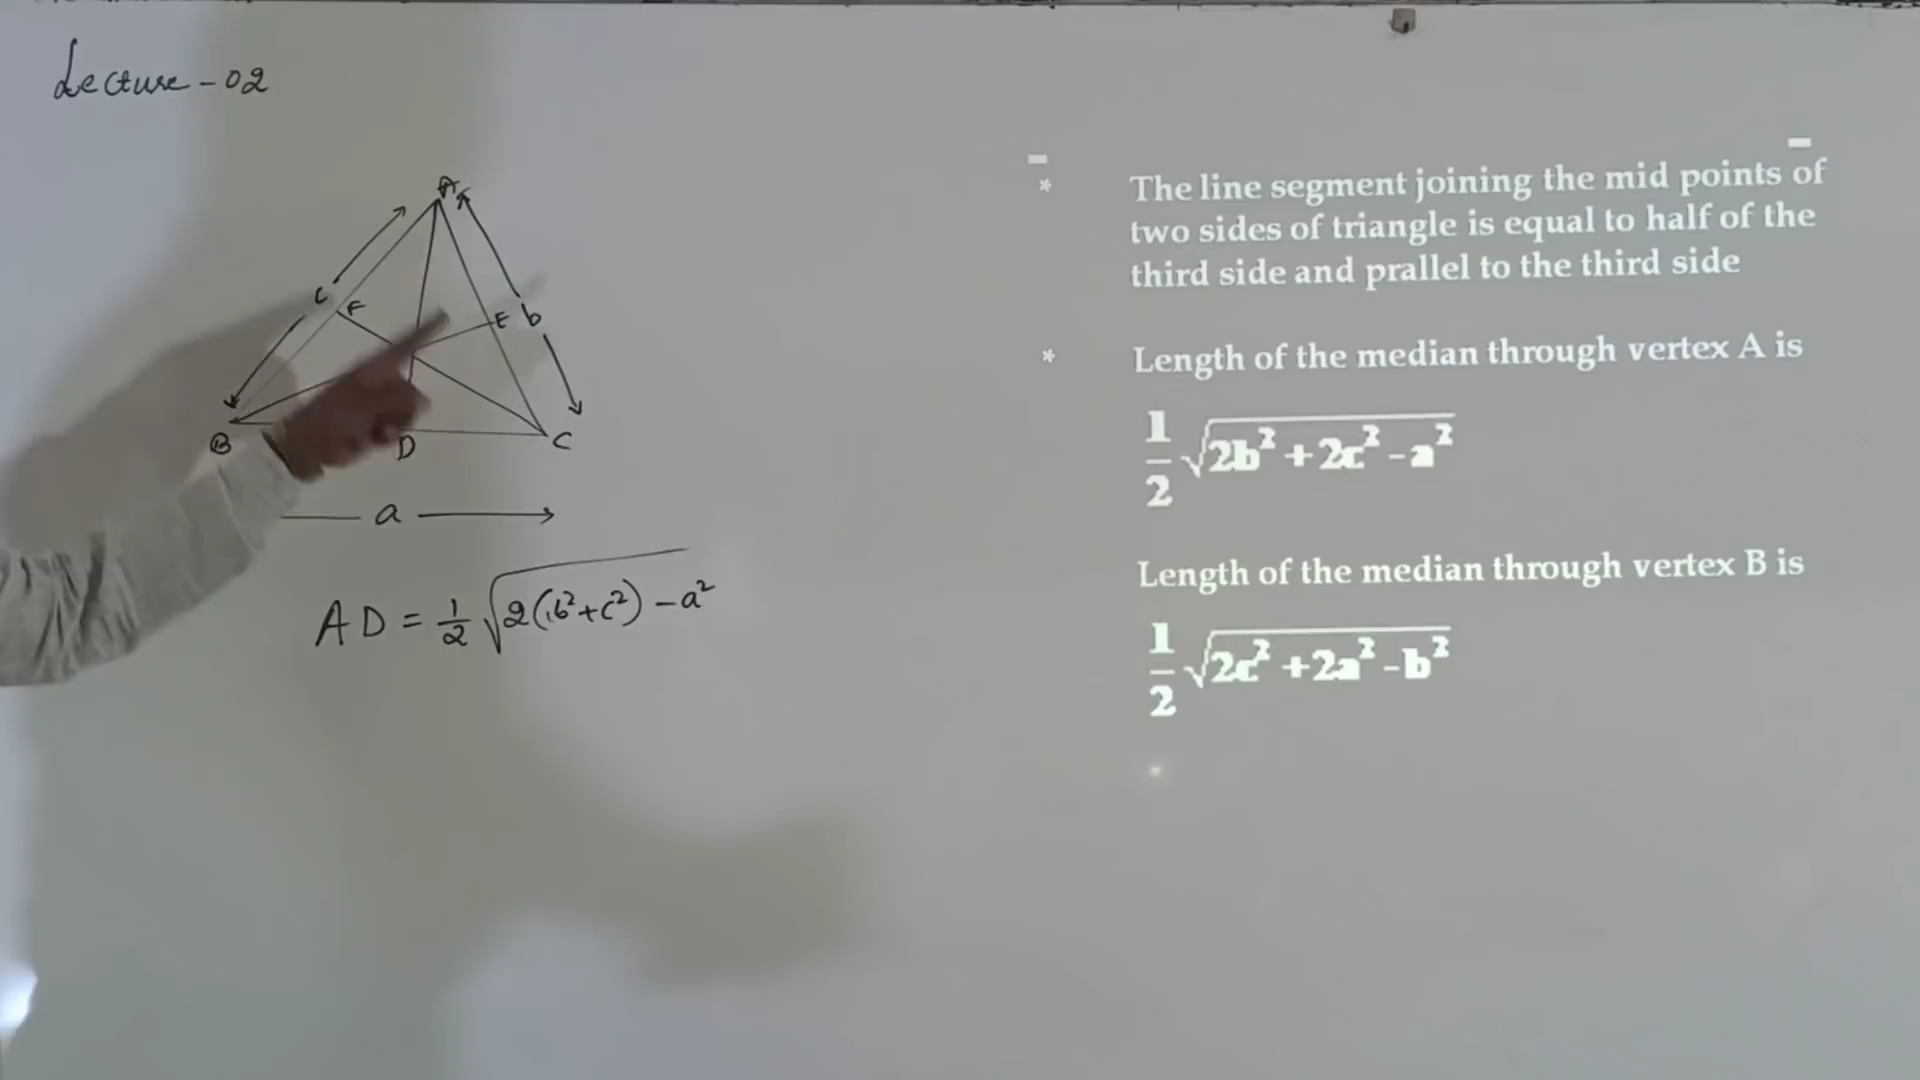 Lecture - 02
A
c
F
E
b
B
D
C
a
AD = 1/2 √2(b²+c²) - a²
* The line segment joining the mid points of
two sides of triangle is equal to half of the
third side and prallel to the third side
* Length of the median through vertex A is
1/2 √2b² + 2c² - a²
Length of the median through vertex B is
1/2 √2c² + 2a² - b²